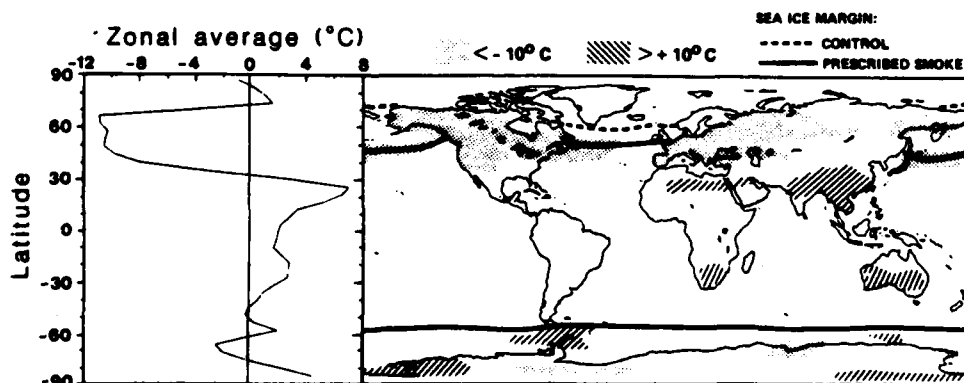 Zonal average (°C)
-12 -8 -4 0 4 8
< - 10° C
> + 10° C
SEA ICE MARGIN:
CONTROL
PRESCRIBED SMOKE
Latitude
90
60
30
0
-30
-60
-90